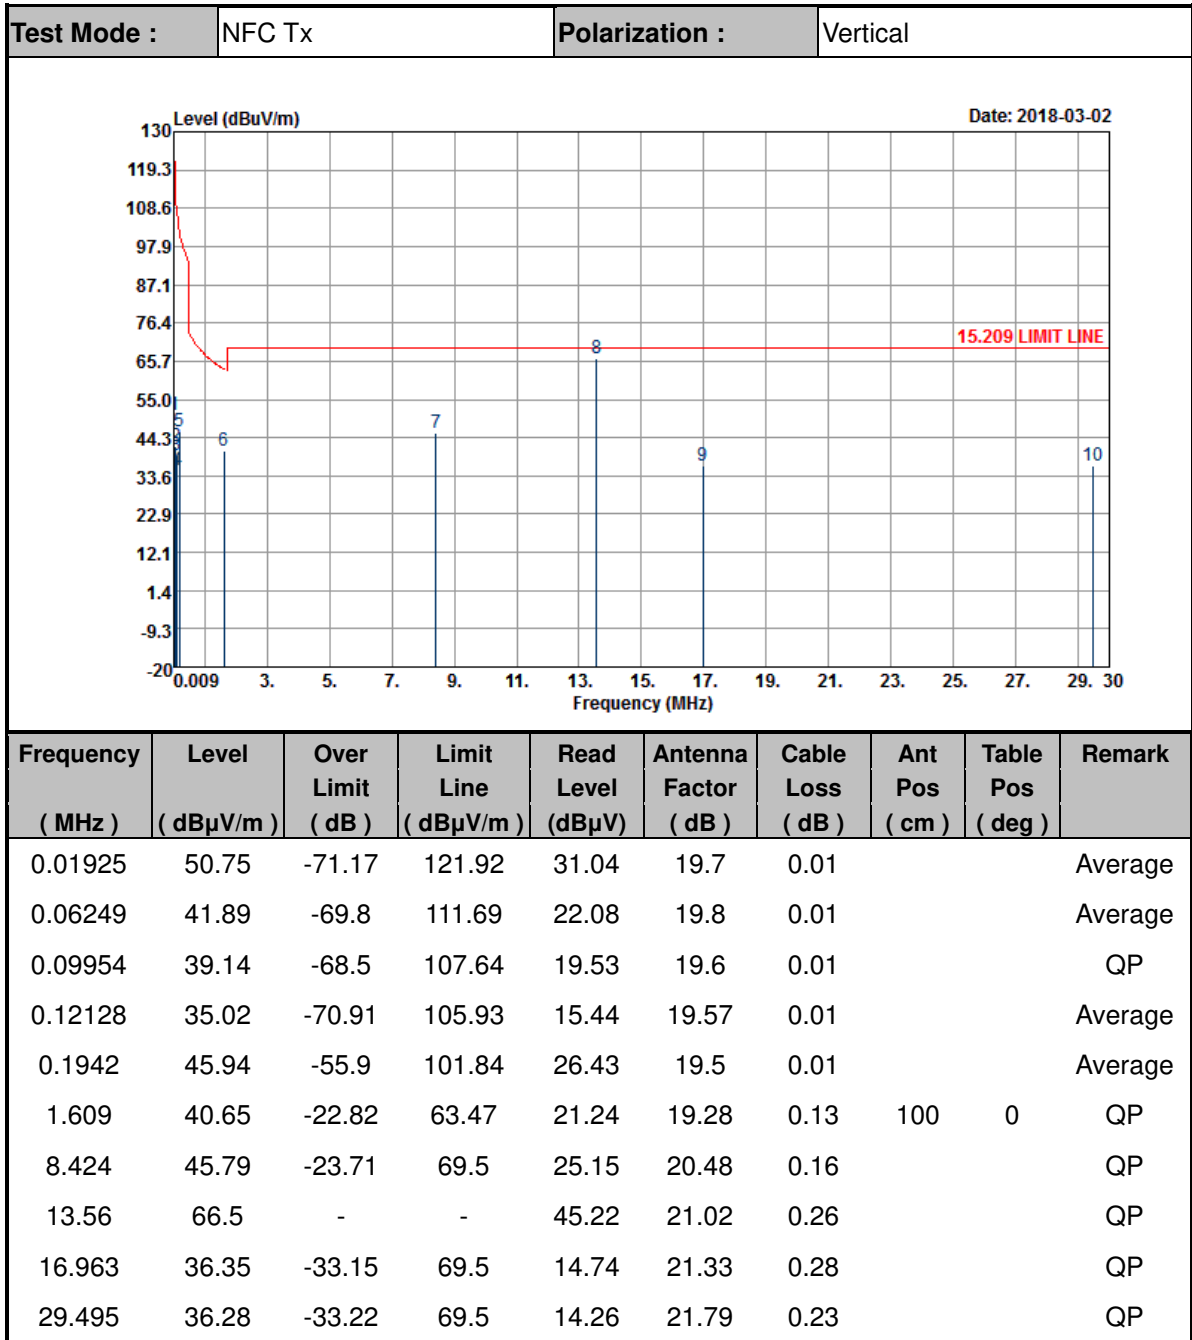 Test Mode : NFC Tx Polarization : Vertical
Level (dBuV/m) Date: 2018-03-02
130
119.3
108.6
97.9
87.1
76.4
15.209 LIMIT LINE
8
65.7
55.0
5
7
44.3
6
9
10
33.6
22.9
12.1
1.4
-9.3
-20
0.009 3. 5. 7. 9. 11. 13. 15. 17. 19. 21. 23. 25. 27. 29. 30
Frequency (MHz)
Frequency Level Over Limit Read Antenna Cable Ant Table Remark
Limit Line Level Factor Loss Pos Pos
( MHz ) ( dBµV/m ) ( dB ) ( dBµV/m ) (dBµV) ( dB ) ( dB ) ( cm ) ( deg )
0.01925 50.75 -71.17 121.92 31.04 19.7 0.01 Average
0.06249 41.89 -69.8 111.69 22.08 19.8 0.01 Average
0.09954 39.14 -68.5 107.64 19.53 19.6 0.01 QP
0.12128 35.02 -70.91 105.93 15.44 19.57 0.01 Average
0.1942 45.94 -55.9 101.84 26.43 19.5 0.01 Average
1.609 40.65 -22.82 63.47 21.24 19.28 0.13 100 0 QP
8.424 45.79 -23.71 69.5 25.15 20.48 0.16 QP
13.56 66.5 - - 45.22 21.02 0.26 QP
16.963 36.35 -33.15 69.5 14.74 21.33 0.28 QP
29.495 36.28 -33.22 69.5 14.26 21.79 0.23 QP